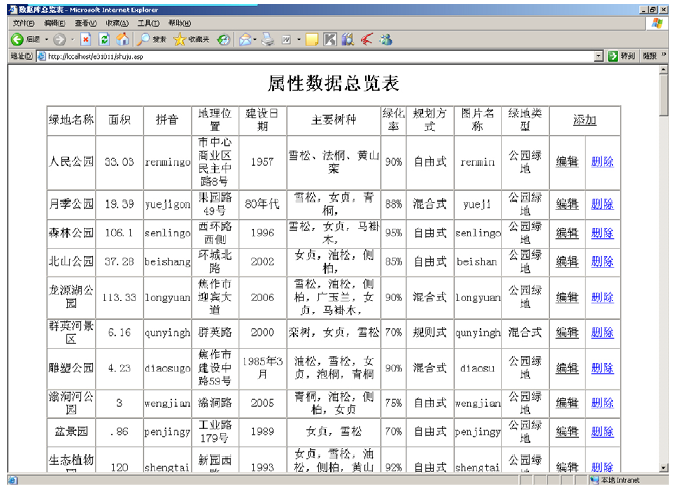 数据库总览表 - Microsoft Internet Explorer
文件(F) 编辑(E) 查看(V) 收藏(A) 工具(T) 帮助(H)
后退 搜索 收藏夹
地址(D) http://localhost/e31011/shuju.asp 转到 链接 »
属性数据总览表
绿地名称 面积 拼音 地理位置 建设日期 主要树种 绿化率 规划方式 图片名称 绿地类型 添加
人民公园 33.03 renmingo 市中心商业区民主中路8号 1957 雪松、法桐、黄山栾 90% 自由式 renmin 公园绿地 编辑 删除
月季公园 19.39 yuejigon 果园路49号 80年代 雪松，女贞，青桐， 88% 混合式 yueji 公园绿地 编辑 删除
森林公园 106.1 senlingo 西环路西侧 1996 雪松，女贞，马褂木， 95% 自由式 senlingo 公园绿地 编辑 删除
北山公园 37.28 beishang 环城北路 2002 女贞，油松，侧柏， 85% 自由式 beishan 公园绿地 编辑 删除
龙源湖公园 113.33 longyuan 焦作市迎宾大道 2006 雪松，油松，侧柏，广玉兰，女贞，马褂木， 90% 混合式 longyuan 公园绿地 编辑 删除
群英河景区 6.16 qunyingh 群英路 2000 栾树，女贞，雪松 70% 规则式 qunyingh 混合式 编辑 删除
雕塑公园 4.23 diaosugo 焦作市建设中路59号 1985年3月 油松，雪松，女贞，泡桐，青桐 90% 混合式 diaosu 公园绿地 编辑 删除
翁涧河公园 3 wengjian 翁涧路 2005 青桐，油松，侧柏，女贞 75% 自由式 wengjian 公园绿地 编辑 删除
盆景园 .86 penjingy 工业路179号 1989 女贞，雪松 70% 自由式 penjingy 公园绿地 编辑 删除
生态植物园 120 shengtai 新园西路 1993 女贞，雪松，油松，侧柏，黄山 92% 自由式 shengtai 公园绿地 编辑 删除
本地 Intranet